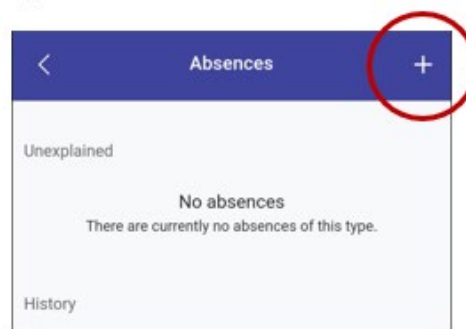 Absences
Unexplained
No absences
There are currently no absences of this type.
History